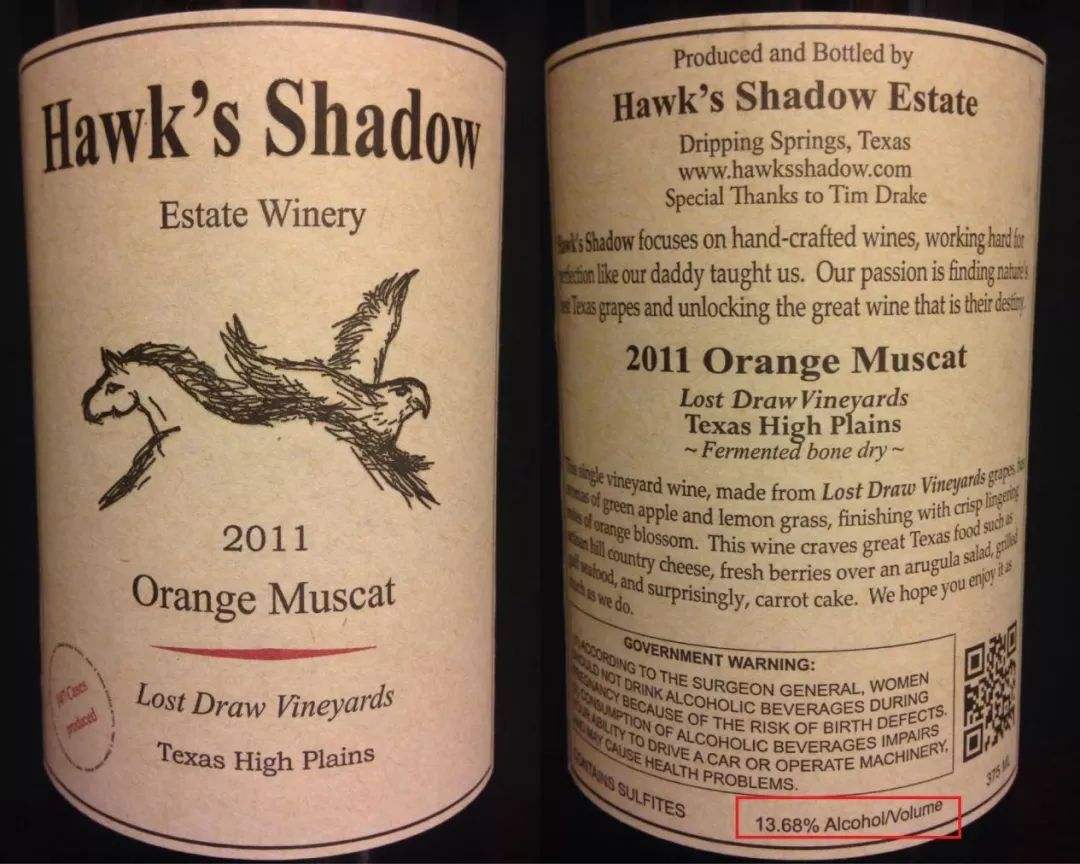 Hawk's Shadow
Estate Winery
2011
Orange Muscat
Cases
produced
Lost Draw Vineyards
Texas High Plains
Produced and Bottled by
Hawk's Shadow Estate
Dripping Springs, Texas
www.hawksshadow.com
Special Thanks to Tim Drake
Shadow focuses on hand-crafted wines, working hard for
like our daddy taught us. Our passion is finding nature's
Texas grapes and unlocking the great wine that is their destiny.
2011 Orange Muscat
Lost Draw Vineyards
Texas High Plains
~ Fermented bone dry ~
single vineyard wine, made from Lost Draw Vineyards grapes,
of green apple and lemon grass, finishing with crisp lingering
of orange blossom. This wine craves great Texas food such as
hill country cheese, fresh berries over an arugula salad, grilled
seafood, and surprisingly, carrot cake. We hope you enjoy it as
as we do.
GOVERNMENT WARNING:
ACCORDING TO THE SURGEON GENERAL, WOMEN
NOT DRINK ALCOHOLIC BEVERAGES DURING
BECAUSE OF THE RISK OF BIRTH DEFECTS.
CONSUMPTION OF ALCOHOLIC BEVERAGES IMPAIRS
ABILITY TO DRIVE A CAR OR OPERATE MACHINERY,
MAY CAUSE HEALTH PROBLEMS.
CONTAINS SULFITES
13.68% Alcohol/Volume
375 ML